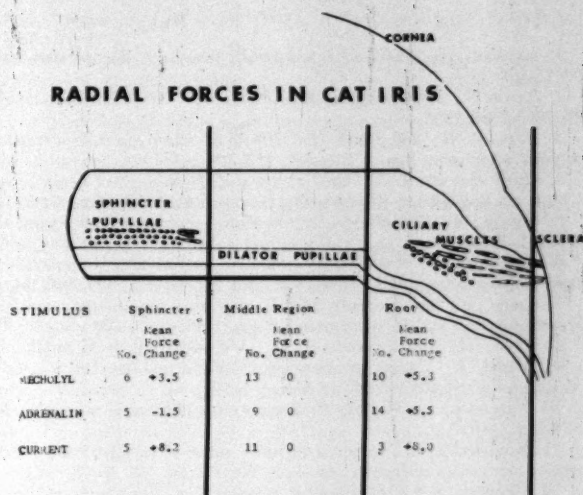 CORNEA
RADIAL FORCES IN CAT IRIS
SPHINCTER
PUPILLAE
CILIARY
MUSCLES
SCLERA
DILATOR PUPILLAE
STIMULUS Sphincter Middle Region Root
Mean Mean Mean
Force Force Force
No. Change No. Change No. Change
MECHOLYL 6 +3.5 13 0 10 +5.3
ADRENALIN 5 -1.5 9 0 14 +5.5
CURRENT 5 +8.2 11 0 3 +8.0